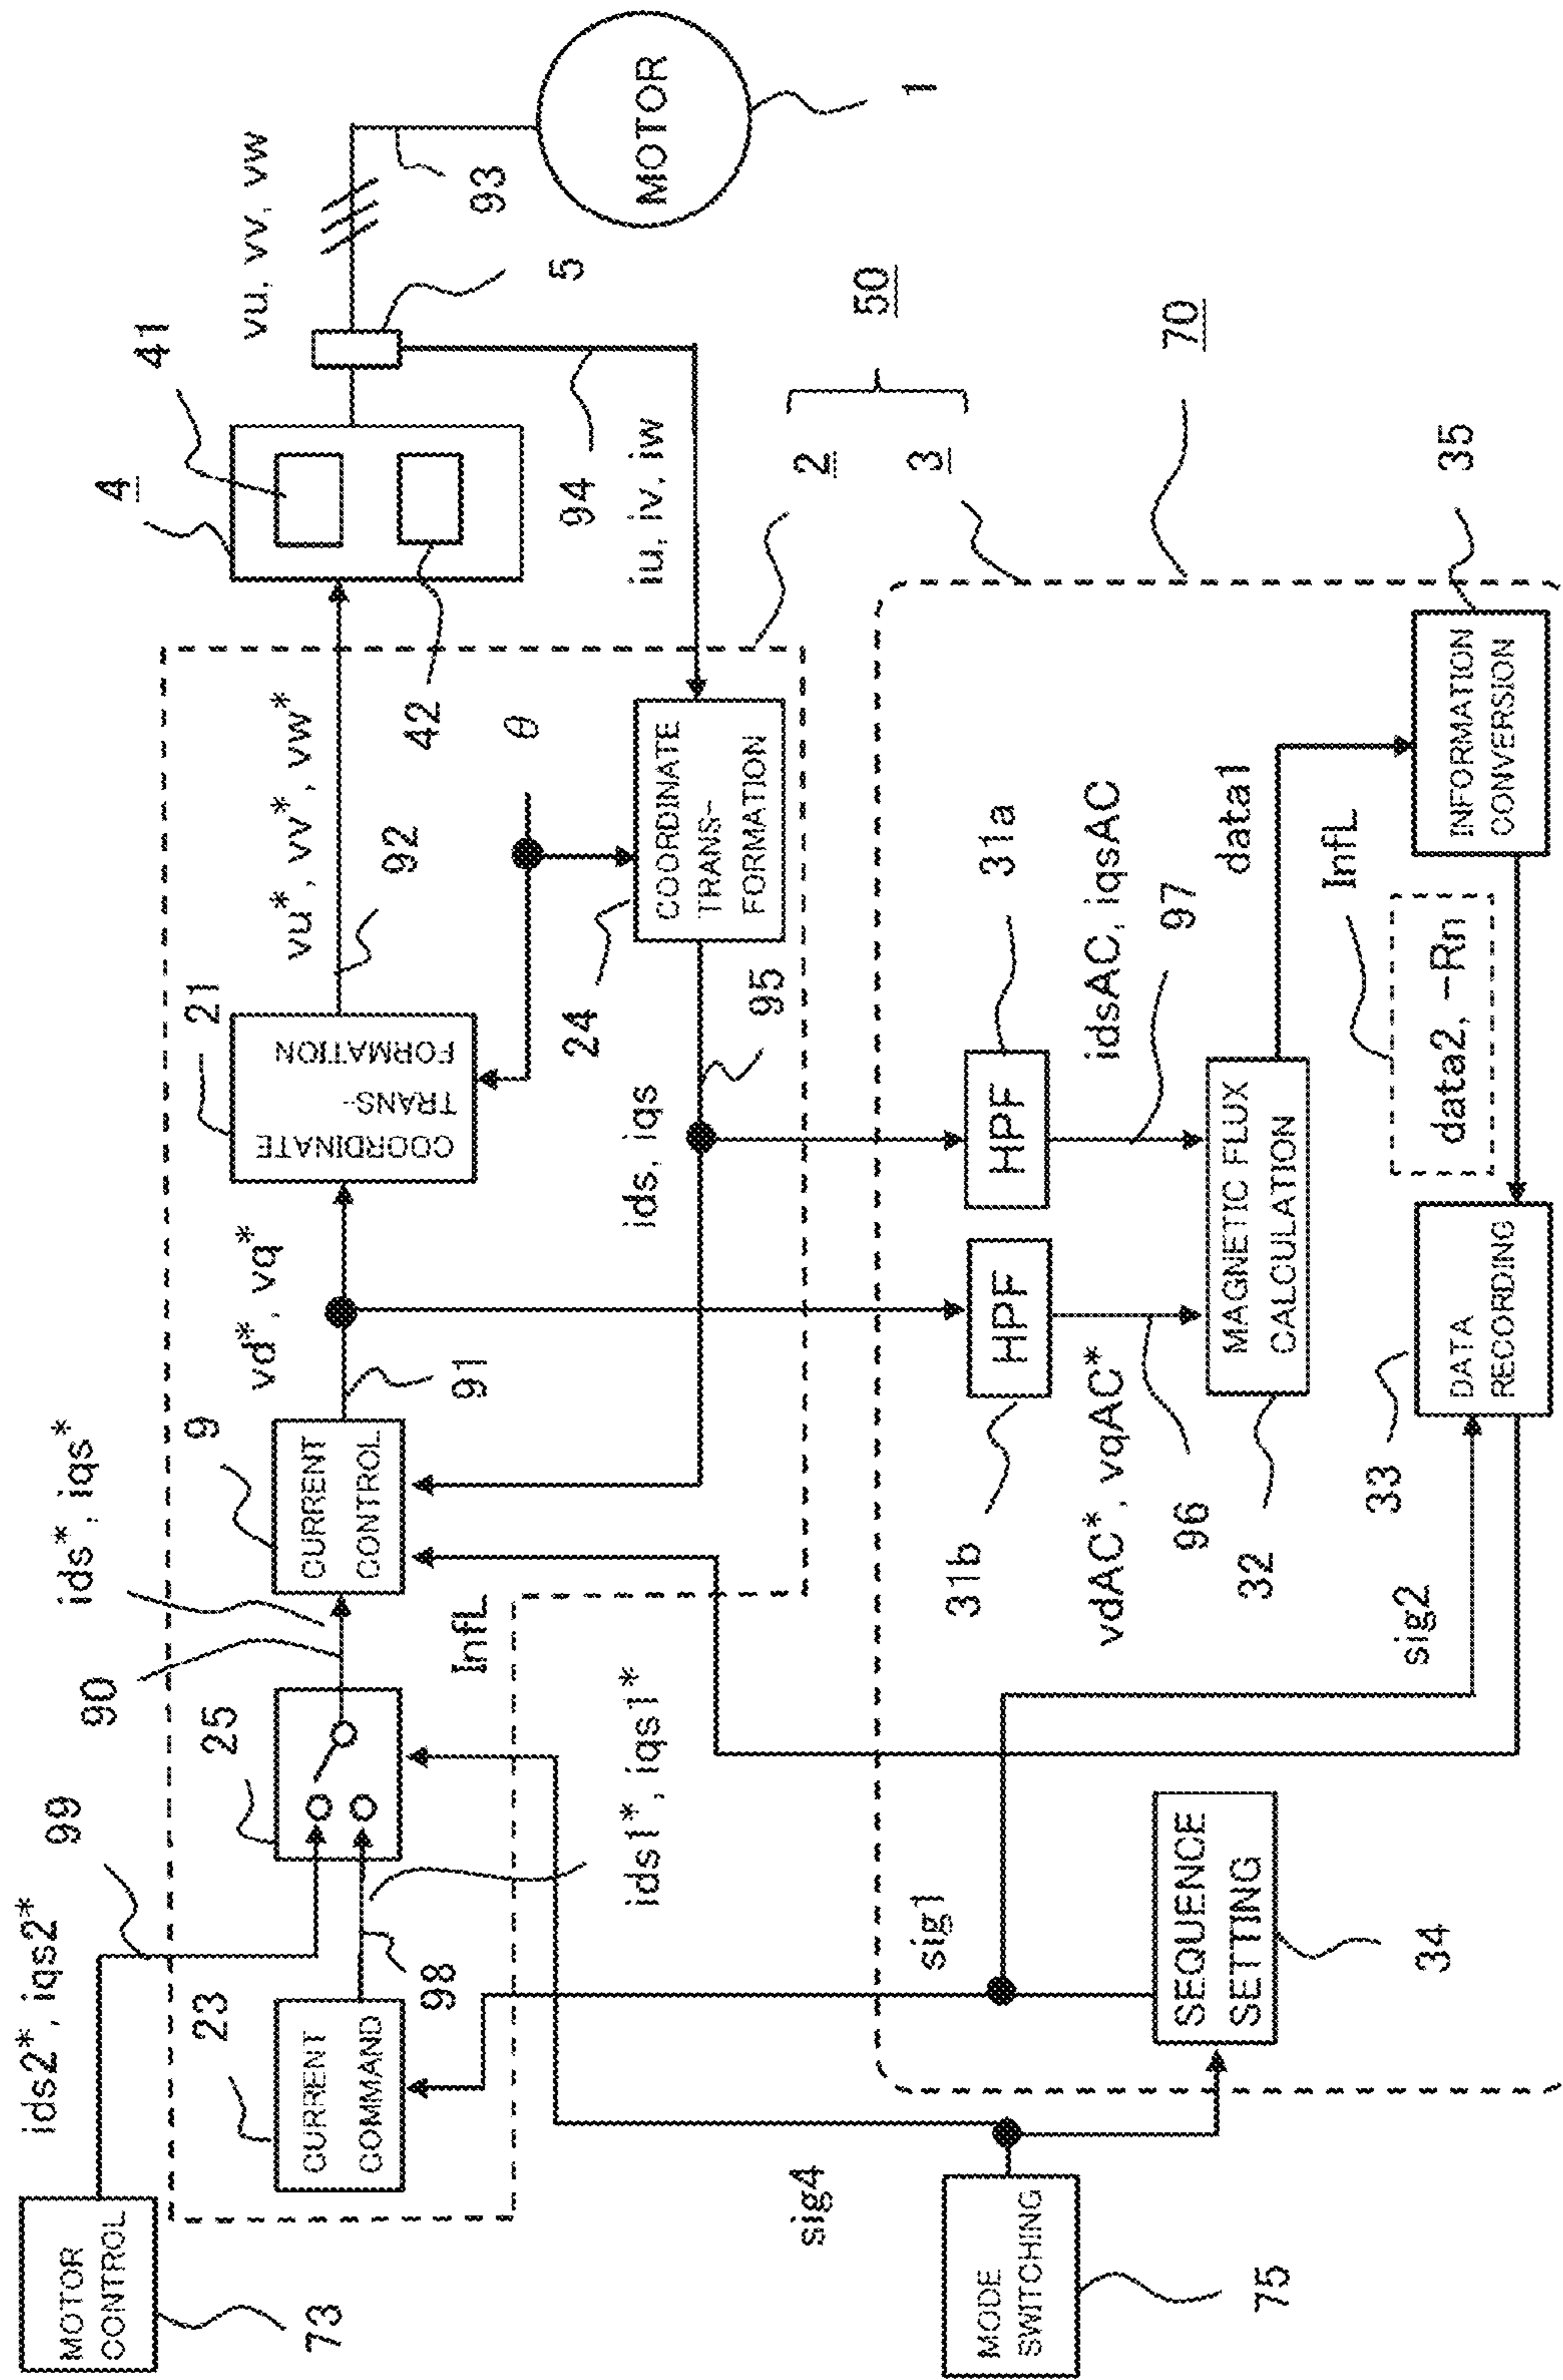 ids2*, iqs2*
99
MOTOR
CONTROL
73
90
ids*, iqs*
9
vd*, vq*
21
vu*, vv*, vw*
4
41
vu, vv, vw
23
CURRENT
COMMAND
98
25
CURRENT
CONTROL
91
COORDINATE
TRANS-
FORMATION
92
42
θ
5
93
MOTOR
1
ids1*, iqs1*
InfL
ids, iqs
95
24
COORDINATE
TRANS-
FORMATION
iu, iv, iw
94
2
3
50
70
sig4
MODE
SWITCHING
75
sig1
SEQUENCE
SETTING
34
sig2
31b
HPF
HPF
31a
vdAC*, vqAC*
96
idsAC, iqsAC
97
32
MAGNETIC FLUX
CALCULATION
data1
33
DATA
RECORDING
InfL
data2, -Rn
INFORMATION
CONVERSION
35